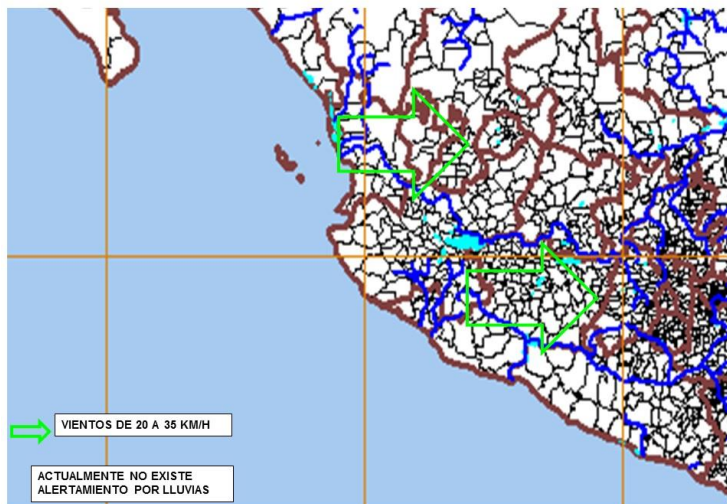 VIENTOS DE 20 A 35 KM/H
ACTUALMENTE NO EXISTE
ALERTAMIENTO POR LLUVIAS